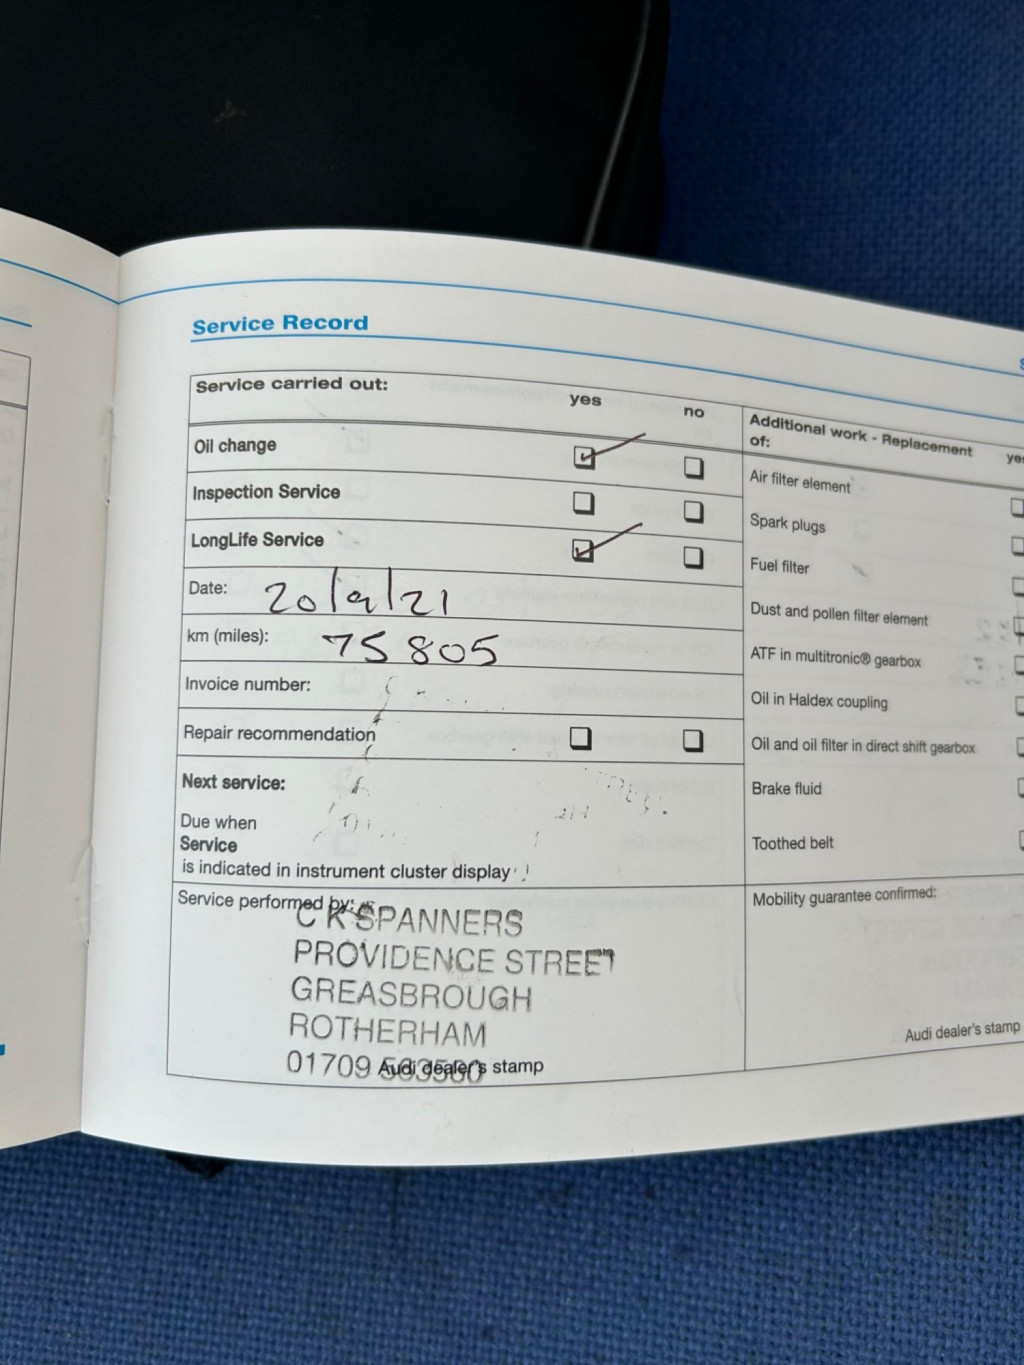 Service Record
Service carried out:
yes
no
Oil change
Inspection Service
LongLife Service
Date: 20/9/21
km (miles): 75805
Invoice number:
Repair recommendation
Next service:
Due when
Service
is indicated in instrument cluster display
Service performed by:
C K SPANNERS
PROVIDENCE STREET
GREASBROUGH
ROTHERHAM
01709
Audi dealer's stamp
Additional work - Replacement
of:
Air filter element
Spark plugs
Fuel filter
Dust and pollen filter element
ATF in multitronic® gearbox
Oil in Haldex coupling
Oil and oil filter in direct shift gearbox
Brake fluid
Toothed belt
Mobility guarantee confirmed:
Audi dealer's stamp